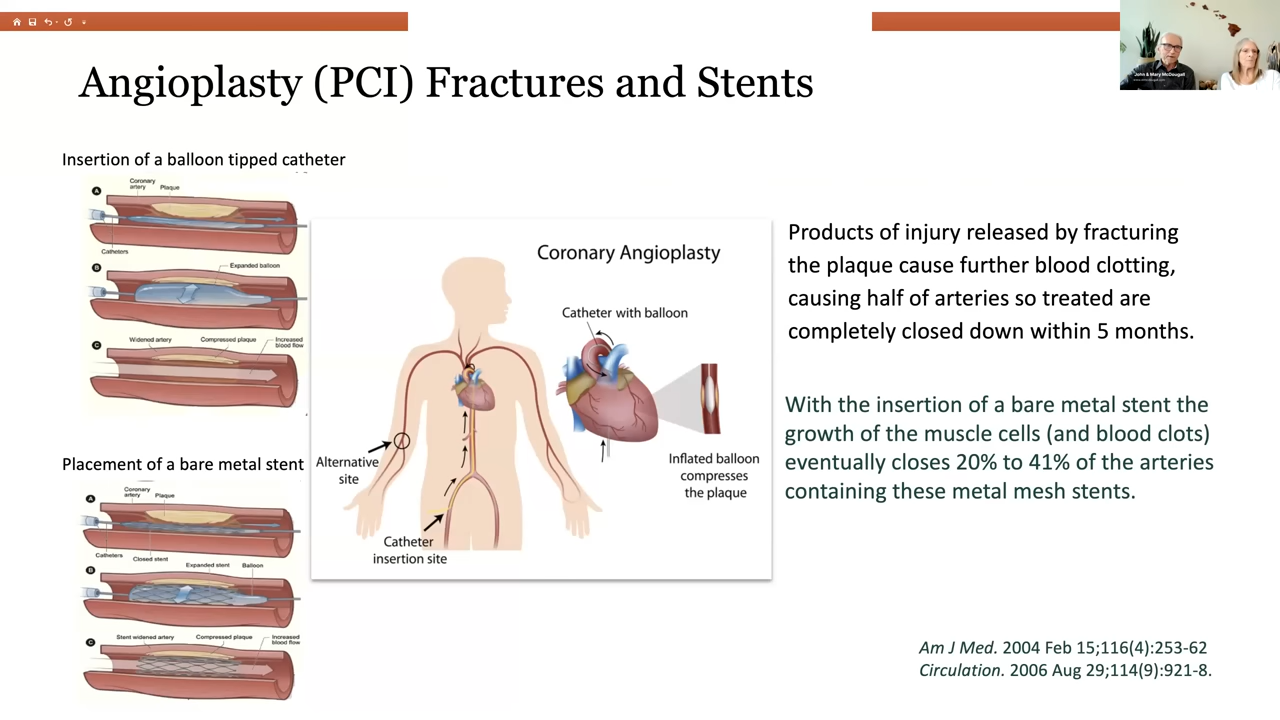 John & Mary McDougall
Angioplasty (PCI) Fractures and Stents
Insertion of a balloon tipped catheter
A
Coronary
artery
Plaque
Catheters
B
Expanded balloon
C
Widened artery
Compressed plaque
Increased
blood flow
Placement of a bare metal stent
A
Coronary
artery
Plaque
Catheters
Closed stent
B
Expanded stent
Balloon
C
Stent widened artery
Compressed plaque
Increased
blood flow
Coronary Angioplasty
Catheter with balloon
Alternative
site
Inflated balloon
compresses
the plaque
Catheter
insertion site
Products of injury released by fracturing
the plaque cause further blood clotting,
causing half of arteries so treated are
completely closed down within 5 months.
With the insertion of a bare metal stent the
growth of the muscle cells (and blood clots)
eventually closes 20% to 41% of the arteries
containing these metal mesh stents.
Am J Med. 2004 Feb 15;116(4):253-62
Circulation. 2006 Aug 29;114(9):921-8.